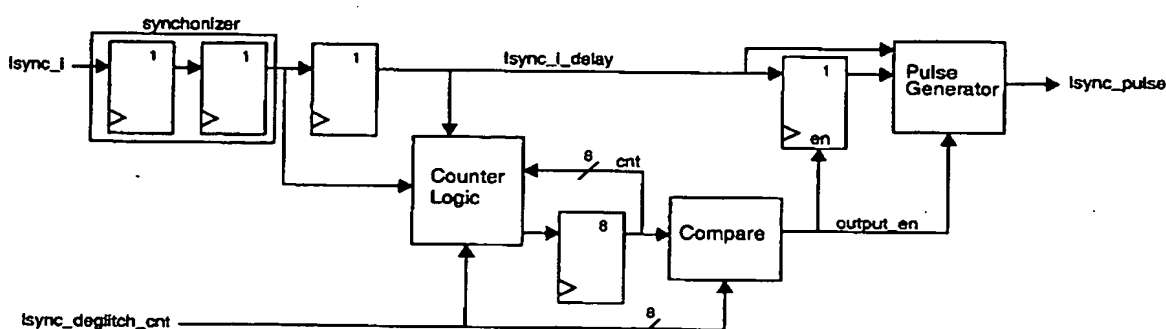 synchonizer
lsync_i
1
1
1
lsync_i_delay
1
en
Pulse
Generator
lsync_pulse
8
cnt
Counter
Logic
8
Compare
output_en
lsync_deglitch_cnt
8